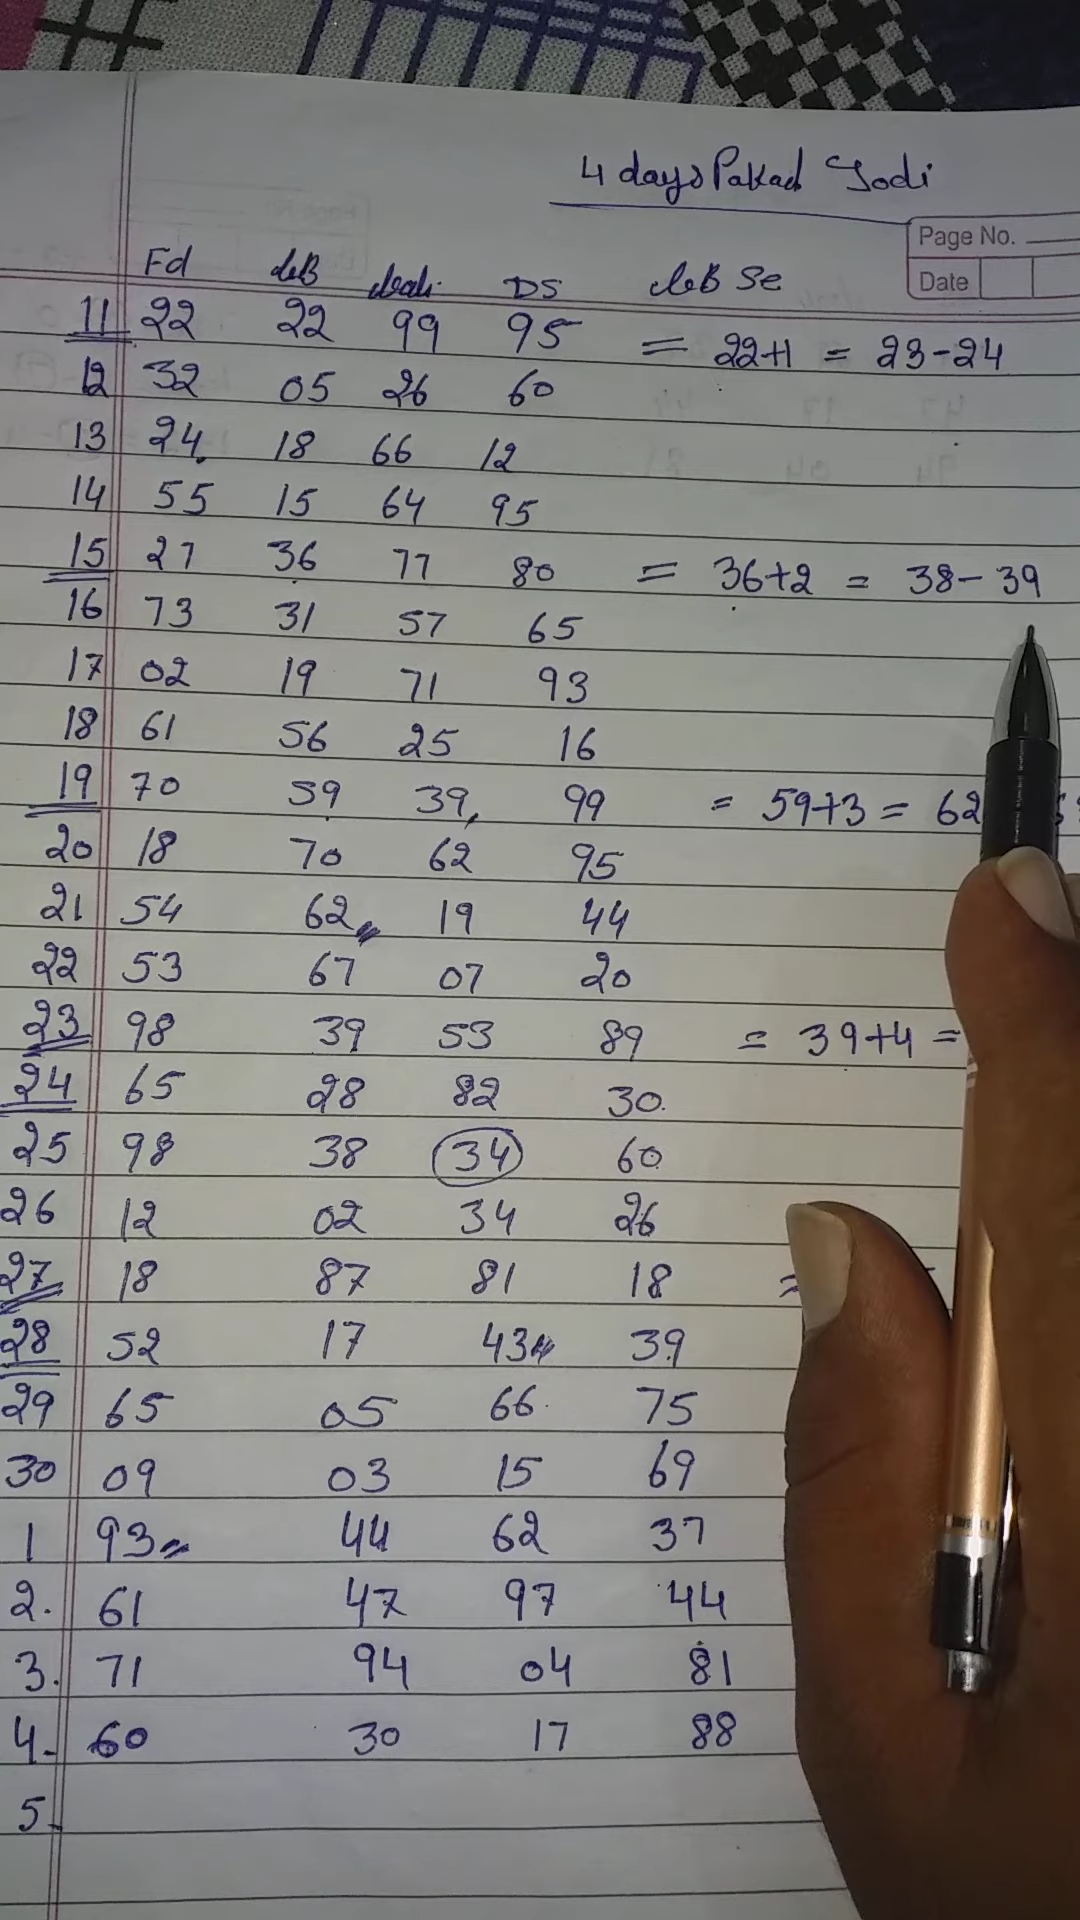 4 days Pakad Jodi
Page No.
Date
Fd GB Gali DS GB Se
11 22 22 99 95 = 22+1 = 23-24
12 32 05 26 60
13 24. 18 66 12
14 55 15 64 95
15 27 36 77 80 = 36+2 = 38-39
16 73 31 57 65
17 02 19 71 93
18 61 56 25 16
19 70 59 39, 99 = 59+3 = 62
20 18 70 62 95
21 54 62 19 44
22 53 67 07 20
23 98 39 53 89 = 39+4 =
24 65 28 82 30.
25 98 38 34 60
26 12 02 34 26
27 18 87 81 18 =
28 52 17 43 39
29 65 05 66. 75
30 09 03 15 69
1 93 44 62 37
2. 61 47 97 44
3. 71 94 04 81
4. 60 30 17 88
5